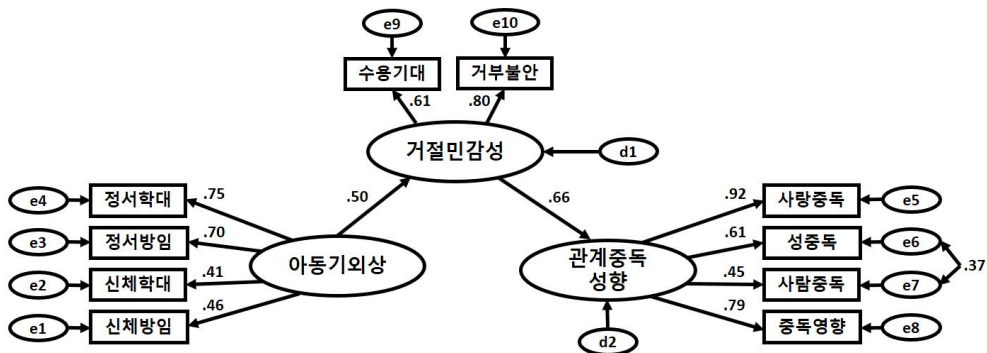 e9
e10
수용기대
거부불안
.61
.80
거절민감성
d1
e4
정서학대
.75
.50
.66
.92
사랑중독
e5
e3
정서방임
.70
.61
성중독
e6
아동기외상
관계중독
성향
.37
e2
신체학대
.41
.45
사람중독
e7
e1
신체방임
.46
.79
중독영향
e8
d2